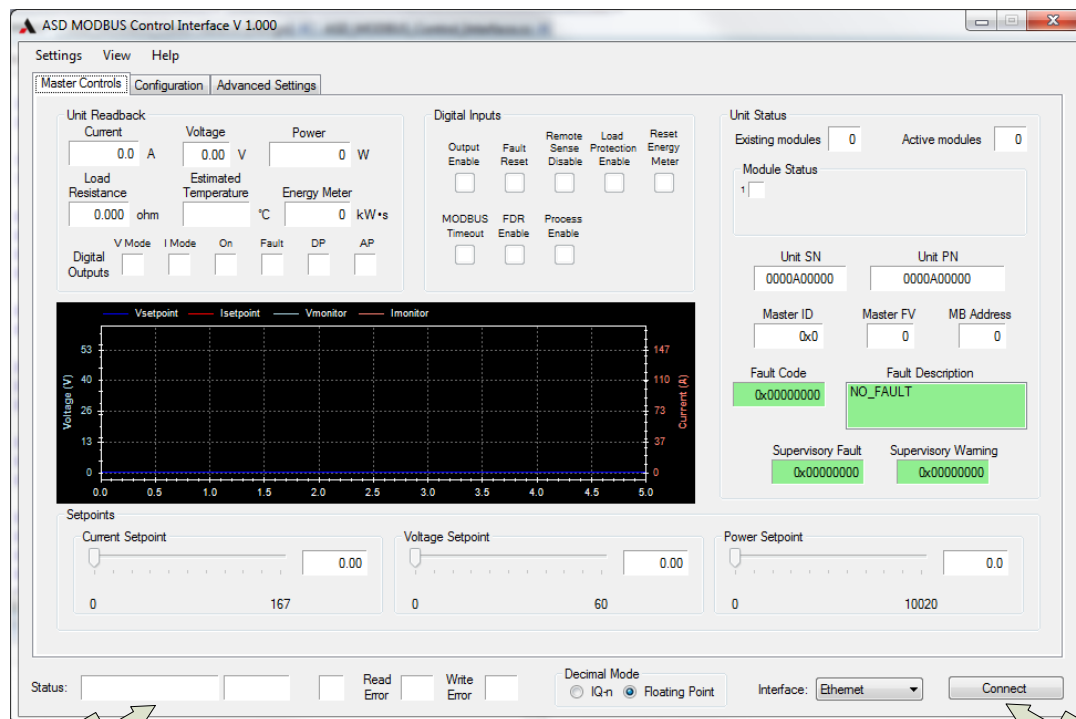 ASD MODBUS Control Interface V 1.000
Settings View Help
Master Controls Configuration Advanced Settings
Unit Readback
Current Voltage Power
0.0 A 0.00 V 0 W
Load Resistance Estimated Temperature Energy Meter
0.000 ohm °C 0 kW•s
Digital Outputs V Mode I Mode On Fault DP AP
Digital Inputs
Output Enable Fault Reset Remote Sense Disable Load Protection Enable Reset Energy Meter
MODBUS Timeout FDR Enable Process Enable
Unit Status
Existing modules 0 Active modules 0
Module Status
1
Unit SN Unit PN
0000A00000 0000A00000
Master ID Master FV MB Address
0x0 0 0
Fault Code Fault Description
0x00000000 NO_FAULT
Supervisory Fault Supervisory Warning
0x00000000 0x00000000
Vsetpoint Isetpoint Vmonitor Imonitor
Voltage (V)
53
40
26
13
0
147
110
73
37
0
Current (A)
0.0 0.5 1.0 1.5 2.0 2.5 3.0 3.5 4.0 4.5 5.0
Setpoints
Current Setpoint
0.00
0 167
Voltage Setpoint
0.00
0 60
Power Setpoint
0.0
0 10020
Status: Read Error Write Error
Decimal Mode
IQ-n Floating Point
Interface: Ethernet Connect